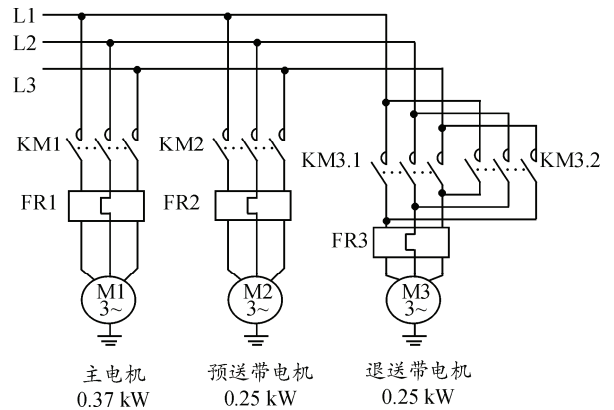 L1
L2
L3
KM1
KM2
KM3.1
KM3.2
FR1
FR2
FR3
M1
3~
M2
3~
M3
3~
主电机
0.37 kW
预送带电机
0.25 kW
退送带电机
0.25 kW